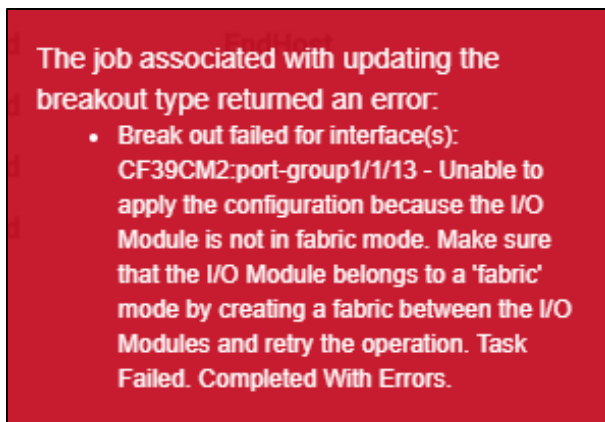 The job associated with updating the
breakout type returned an error:
• Break out failed for interface(s):
CF39CM2:port-group1/1/13 - Unable to
apply the configuration because the I/O
Module is not in fabric mode. Make sure
that the I/O Module belongs to a 'fabric'
mode by creating a fabric between the I/O
Modules and retry the operation. Task
Failed. Completed With Errors.